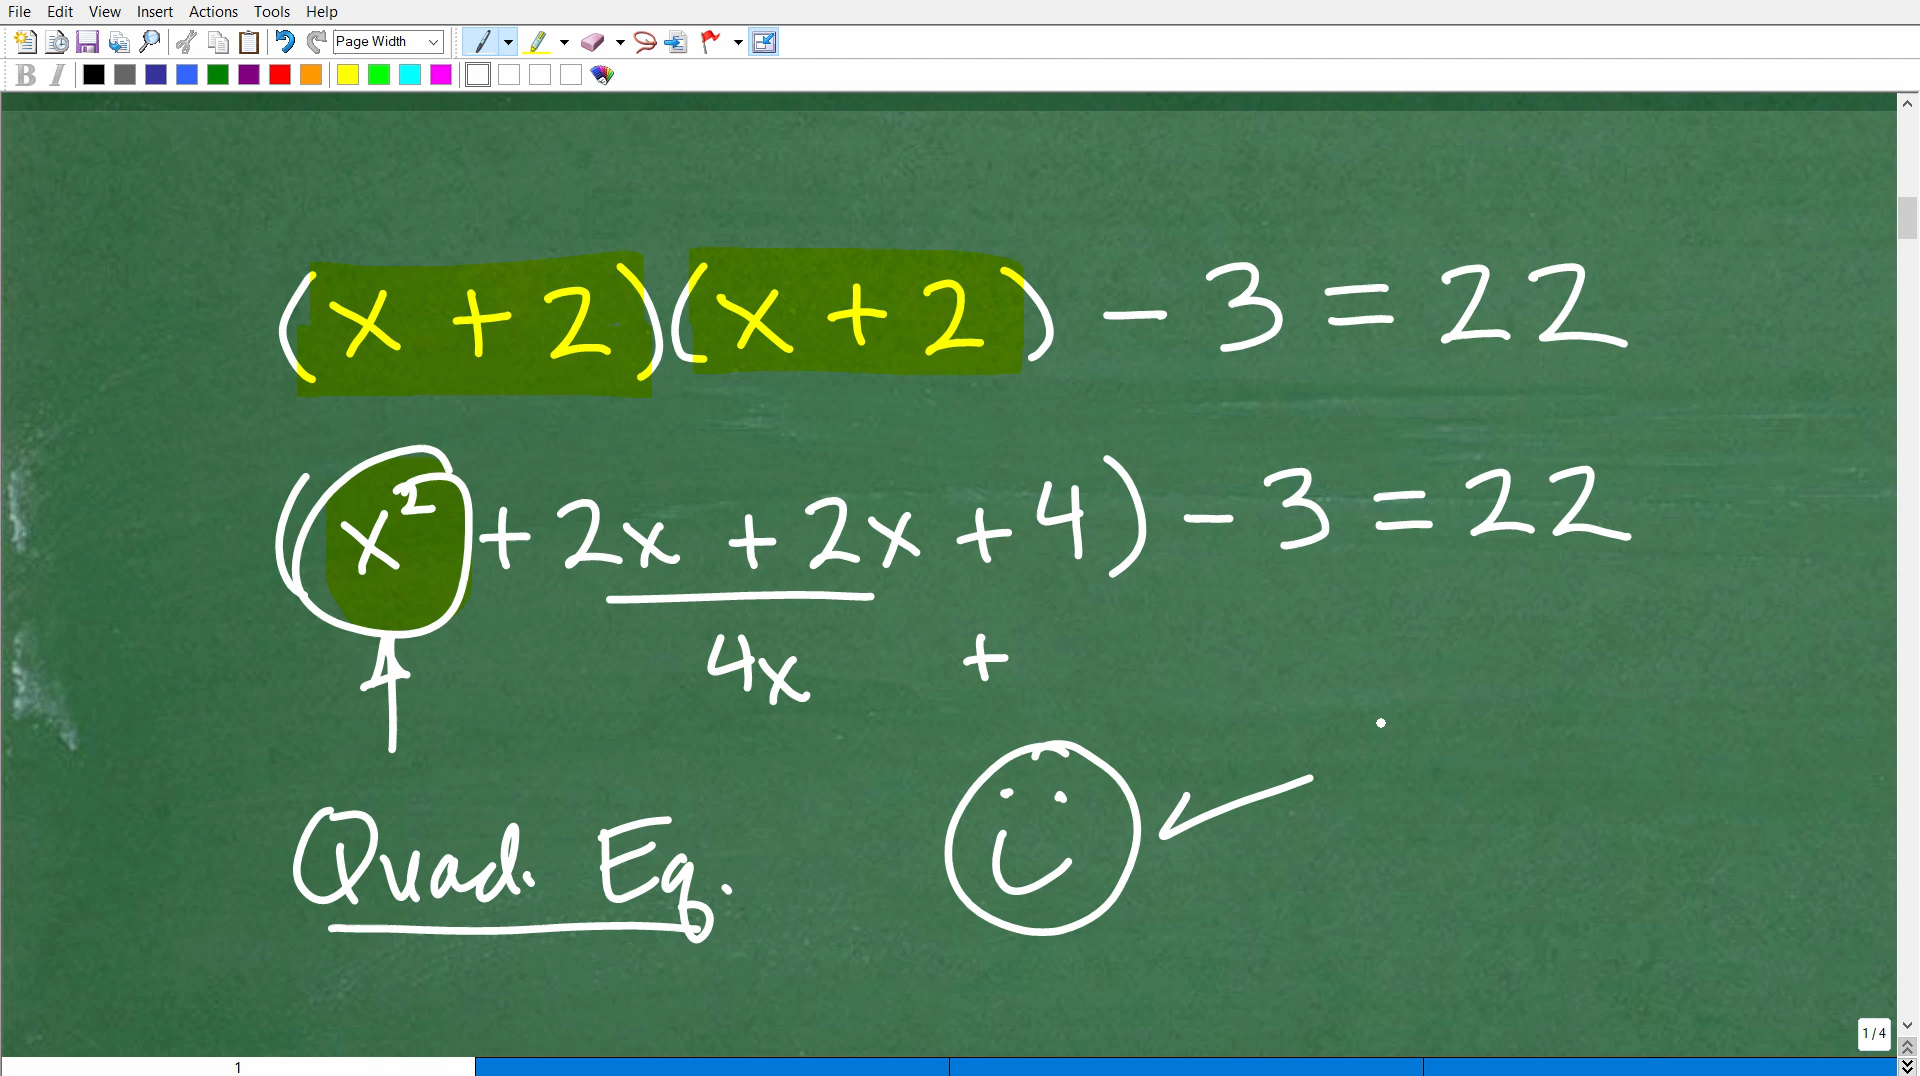 File Edit View Insert Actions Tools Help
Page Width
B I
(x + 2)(x + 2) - 3 = 22
(x² + 2x + 2x + 4) - 3 = 22
4x +
Quad. Eq.
1 / 4
1